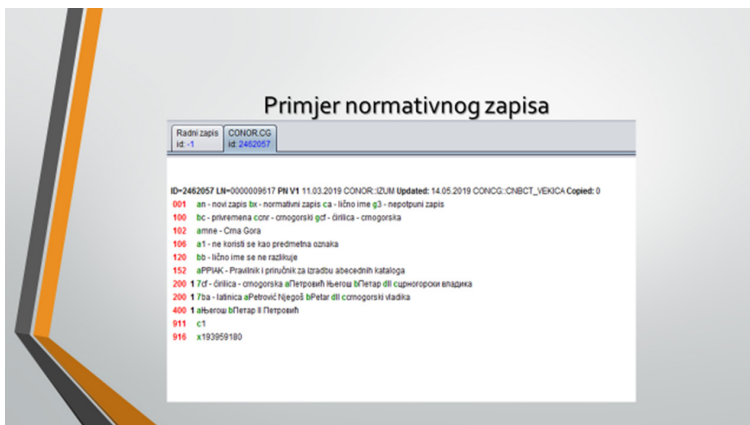 Primjer normativnog zapisa
Radni zapis
id: -1
CONOR.CG
id: 2462057
ID=2462057 LN=0000009617 PN V1 11.03.2019 CONOR::IZUM Updated: 14.05.2019 CONCG::CNBCT_VEKICA Copied: 0
001 an - novi zapis bx - normativni zapis ca - lično ime g3 - nepotpuni zapis
100 bc - privremena ccnr - crnogorski gcf - ćirilica - crnogorska
102 amne - Crna Gora
106 a1 - ne koristi se kao predmetna oznaka
120 bb - lično ime se ne razlikuje
152 aPPIAK - Pravilnik i priručnik za izradbu abecednih kataloga
200 1 7cf - ćirilica - crnogorska aПетровић Његош bПетар dII cцрногорски владика
200 1 7ba - latinica aPetrović Njegoš bPetar dII ccrnogorski vladika
400 1 aЊегош bПетар II Петровић
911 c1
916 x193959180